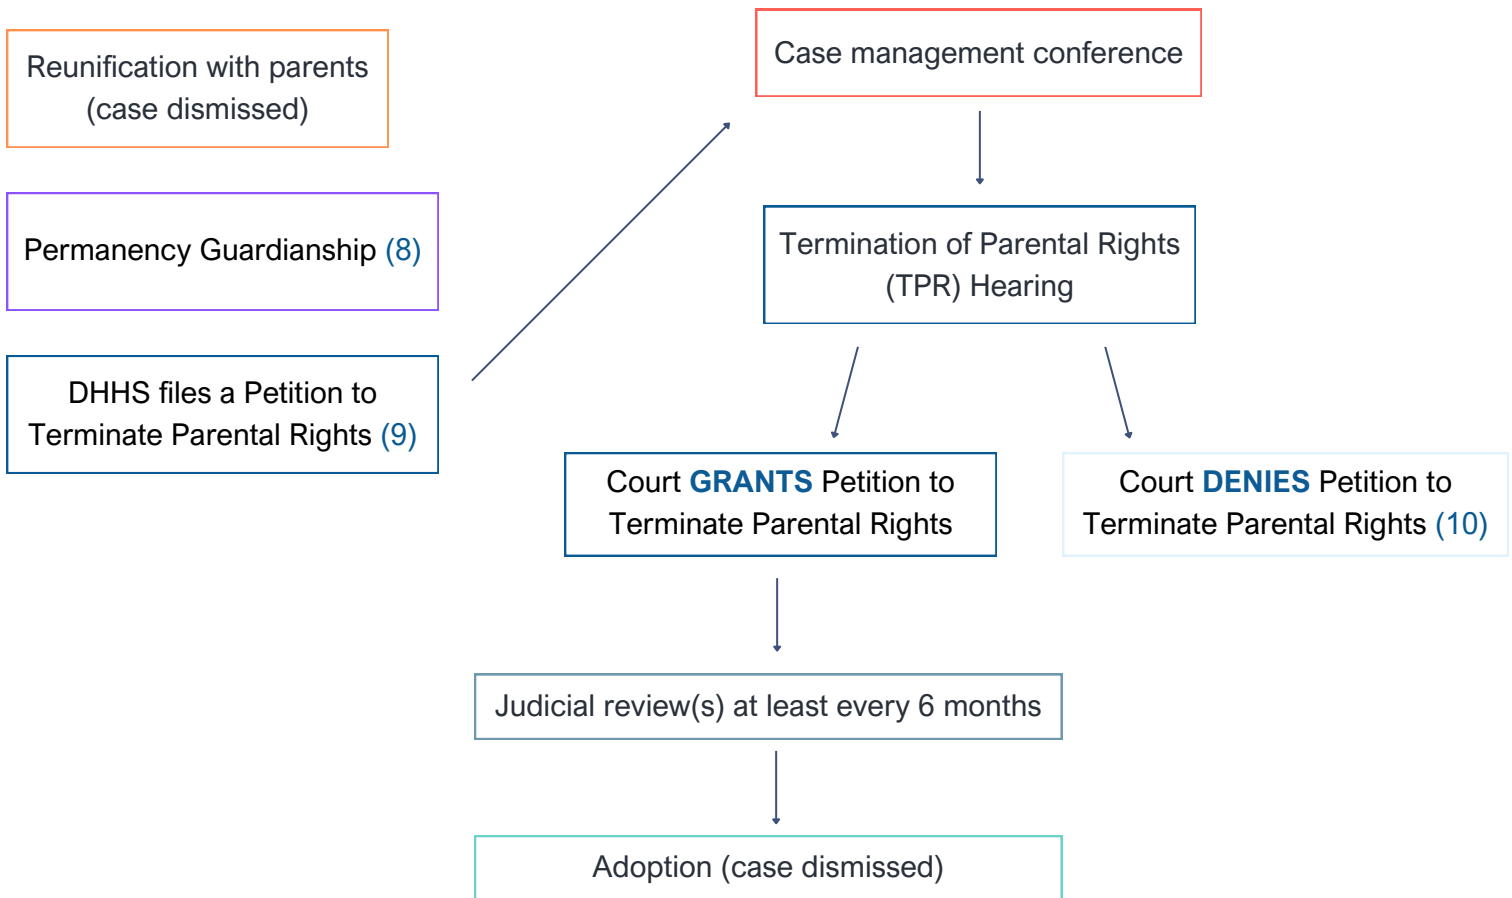 Reunification with parents
(case dismissed)
Permanency Guardianship (8)
DHHS files a Petition to
Terminate Parental Rights (9)
Case management conference
Termination of Parental Rights
(TPR) Hearing
Court GRANTS Petition to
Terminate Parental Rights
Court DENIES Petition to
Terminate Parental Rights (10)
Judicial review(s) at least every 6 months
Adoption (case dismissed)